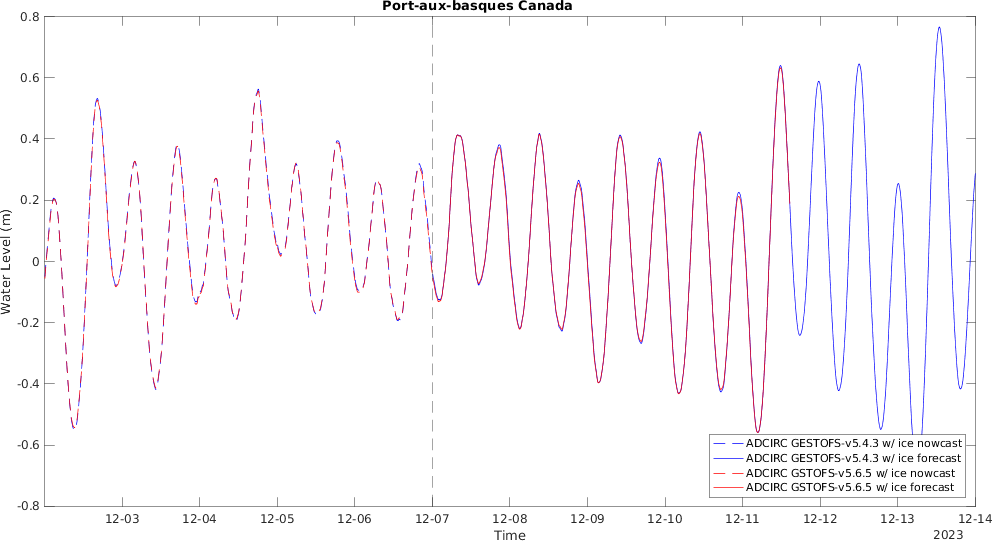 Port-aux-basques Canada
0.8
0.6
0.4
0.2
0
-0.2
-0.4
-0.6
-0.8
Water Level (m)
ADCIRC GESTOFS-v5.4.3 w/ ice nowcast
ADCIRC GESTOFS-v5.4.3 w/ ice forecast
ADCIRC GSTOFS-v5.6.5 w/ ice nowcast
ADCIRC GSTOFS-v5.6.5 w/ ice forecast
12-03 12-04 12-05 12-06 12-07 12-08 12-09 12-10 12-11 12-12 12-13 12-14
Time
2023